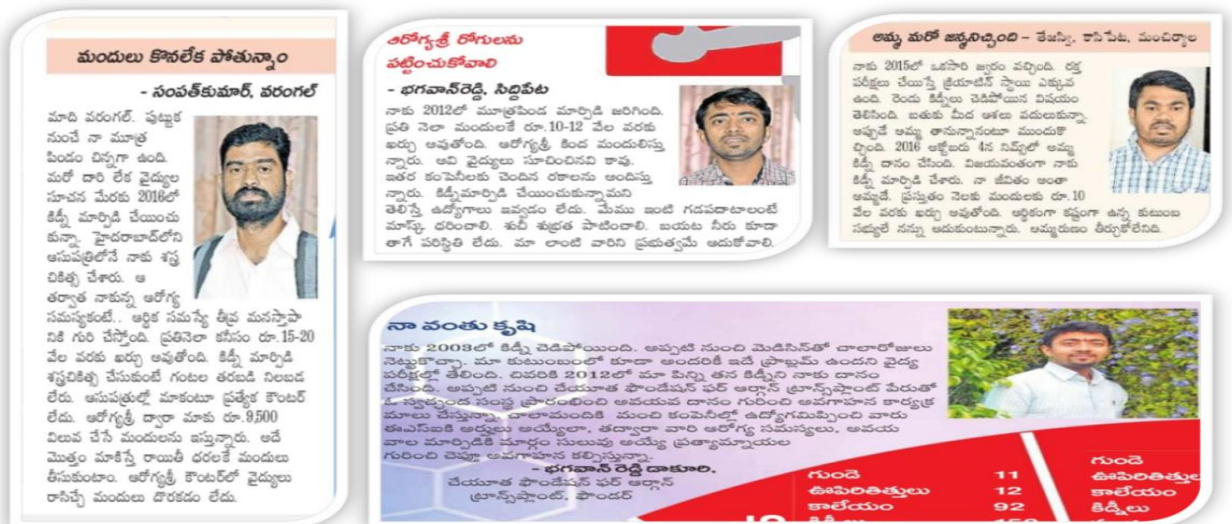 మందులు కొనలేక పోతున్నాం
- సంపత్‌కుమార్, వరంగల్
మాది వరంగల్. పుట్టుక
నుంచే నా మూత్ర
పిండం చిన్నగా ఉంది.
మరో దారి లేక వైద్యుల
సూచన మేరకు 2016లో
కిడ్నీ మార్పిడి చేయించు
కున్నా. హైదరాబాద్‌లోని
ఆసుపత్రిలోనే నాకు శస్త్ర
చికిత్స చేశారు. ఆ
తర్వాత నాకున్న ఆరోగ్య
సమస్యకంటే.. ఆర్థిక సమస్యే తీవ్ర మనస్తాపా
నికి గురి చేస్తోంది. ప్రతినెలా కనీసం రూ.15-20
వేల వరకు ఖర్చు అవుతోంది. కిడ్నీ మార్పిడి
శస్త్రచికిత్స చేసుకుంటే గంటల తరబడి నిలబడ
లేరు. ఆసుపత్రుల్లో మాకంటూ ప్రత్యేక కౌంటర్
లేదు. ఆరోగ్యశ్రీ ద్వారా మాకు రూ.9,500
విలువ చేసే మందులను ఇస్తున్నారు. అదే
మొత్తం మాకిస్తే రాయితీ ధరలకే మందులు
తీసుకుంటాం. ఆరోగ్యశ్రీ కౌంటర్‌లో వైద్యులు
రాసిచ్చే మందులు దొరకడం లేదు.
ఆరోగ్యశ్రీ రోగులను
పట్టించుకోవాలి
- భగవాన్‌రెడ్డి, సిద్దిపేట
నాకు 2012లో మూత్రపిండ మార్పిడి జరిగింది.
ప్రతి నెలా మందులకే రూ.10-12 వేల వరకు
ఖర్చు అవుతోంది. ఆరోగ్యశ్రీ కింద మందులిస్తు
న్నారు. అవి వైద్యులు సూచించినవి కావు.
ఇతర కంపెనీలకు చెందిన రకాలను అందిస్తు
న్నారు. కిడ్నీమార్పిడి చేయించుకున్నామని
తెలిస్తే ఉద్యోగాలు ఇవ్వడం లేదు. మేము ఇంటి గడపదాటాలంటే
మాస్క్ ధరించాలి. శుచీ శుభ్రత పాటించాలి. బయట నీరు కూడా
తాగే పరిస్థితి లేదు. మా లాంటి వారిని ప్రభుత్వమే ఆదుకోవాలి.
అమ్మ మరో జన్మనిచ్చింది – తేజస్వి, కాసిపేట, మంచిర్యాల
నాకు 2015లో ఒకసారి జ్వరం వచ్చింది. రక్త
పరీక్షలు చేయిస్తే క్రియాటిన్ స్థాయి ఎక్కువ
ఉంది. రెండు కిడ్నీలు చెడిపోయిన విషయం
తెలిసింది. బతుకు మీద ఆశలు వదులుకున్నా.
అప్పుడే అమ్మ తానున్నానంటూ ముందుకొ
చ్చింది. 2016 అక్టోబరు 4న నిమ్స్‌లో అమ్మ
కిడ్నీ దానం చేసింది. విజయవంతంగా నాకు
కిడ్నీ మార్పిడి చేశారు. నా జీవితం అంతా
అమ్మదే. ప్రస్తుతం నెలకు మందులకు రూ.10
వేల వరకు ఖర్చు అవుతోంది. ఆర్థికంగా కష్టంగా ఉన్న కుటుంబ
సభ్యులే నన్ను ఆదుకుంటున్నారు. అమ్మరుణం తీర్చుకోలేనిది.
నా వంతు కృషి
నాకు 2003లో కిడ్నీ చెడిపోయింది. అప్పటి నుంచి మెడిసిన్‌తో చాలారోజులు
నెట్టుకొచ్చా. మా కుటుంబంలో కూడా అందరికీ ఇదే ప్రాబ్లమ్ ఉందని వైద్య
పరీక్షల్లో తేలింది. చివరికి 2012లో మా పిన్ని తన కిడ్నీని నాకు దానం
చేసింది. అప్పటి నుంచి చేయూత ఫౌండేషన్ ఫర్ ఆర్గాన్ ట్రాన్స్‌ప్లాంట్ పేరుతో
ఓ స్వచ్ఛంద సంస్థ ప్రారంభించి అవయవ దానం గురించి అవగాహన కార్యక్ర
మాలు చేస్తున్నా. చాలామందికి మంచి కంపెనీల్లో ఉద్యోగమిప్పించి వారు
ఈఎస్ఐకి అర్హులు అయ్యేలా, తద్వారా వారి ఆరోగ్య సమస్యలు, అవయ
వాల మార్పిడికి మార్గం సులువు అయ్యే ప్రత్యామ్నాయల
గురించి చెప్తూ అవగాహన కల్పిస్తున్నా.
- భగవాన్ రెడ్డి డాకూరి,
చేయూత ఫౌండేషన్ ఫర్ ఆర్గాన్
ట్రాన్స్‌ప్లాంట్, ఫౌండర్
గుండె 11
ఊపిరితిత్తులు 12
కాలేయం 92
గుండె
కాలేయం
కిడ్నీలు